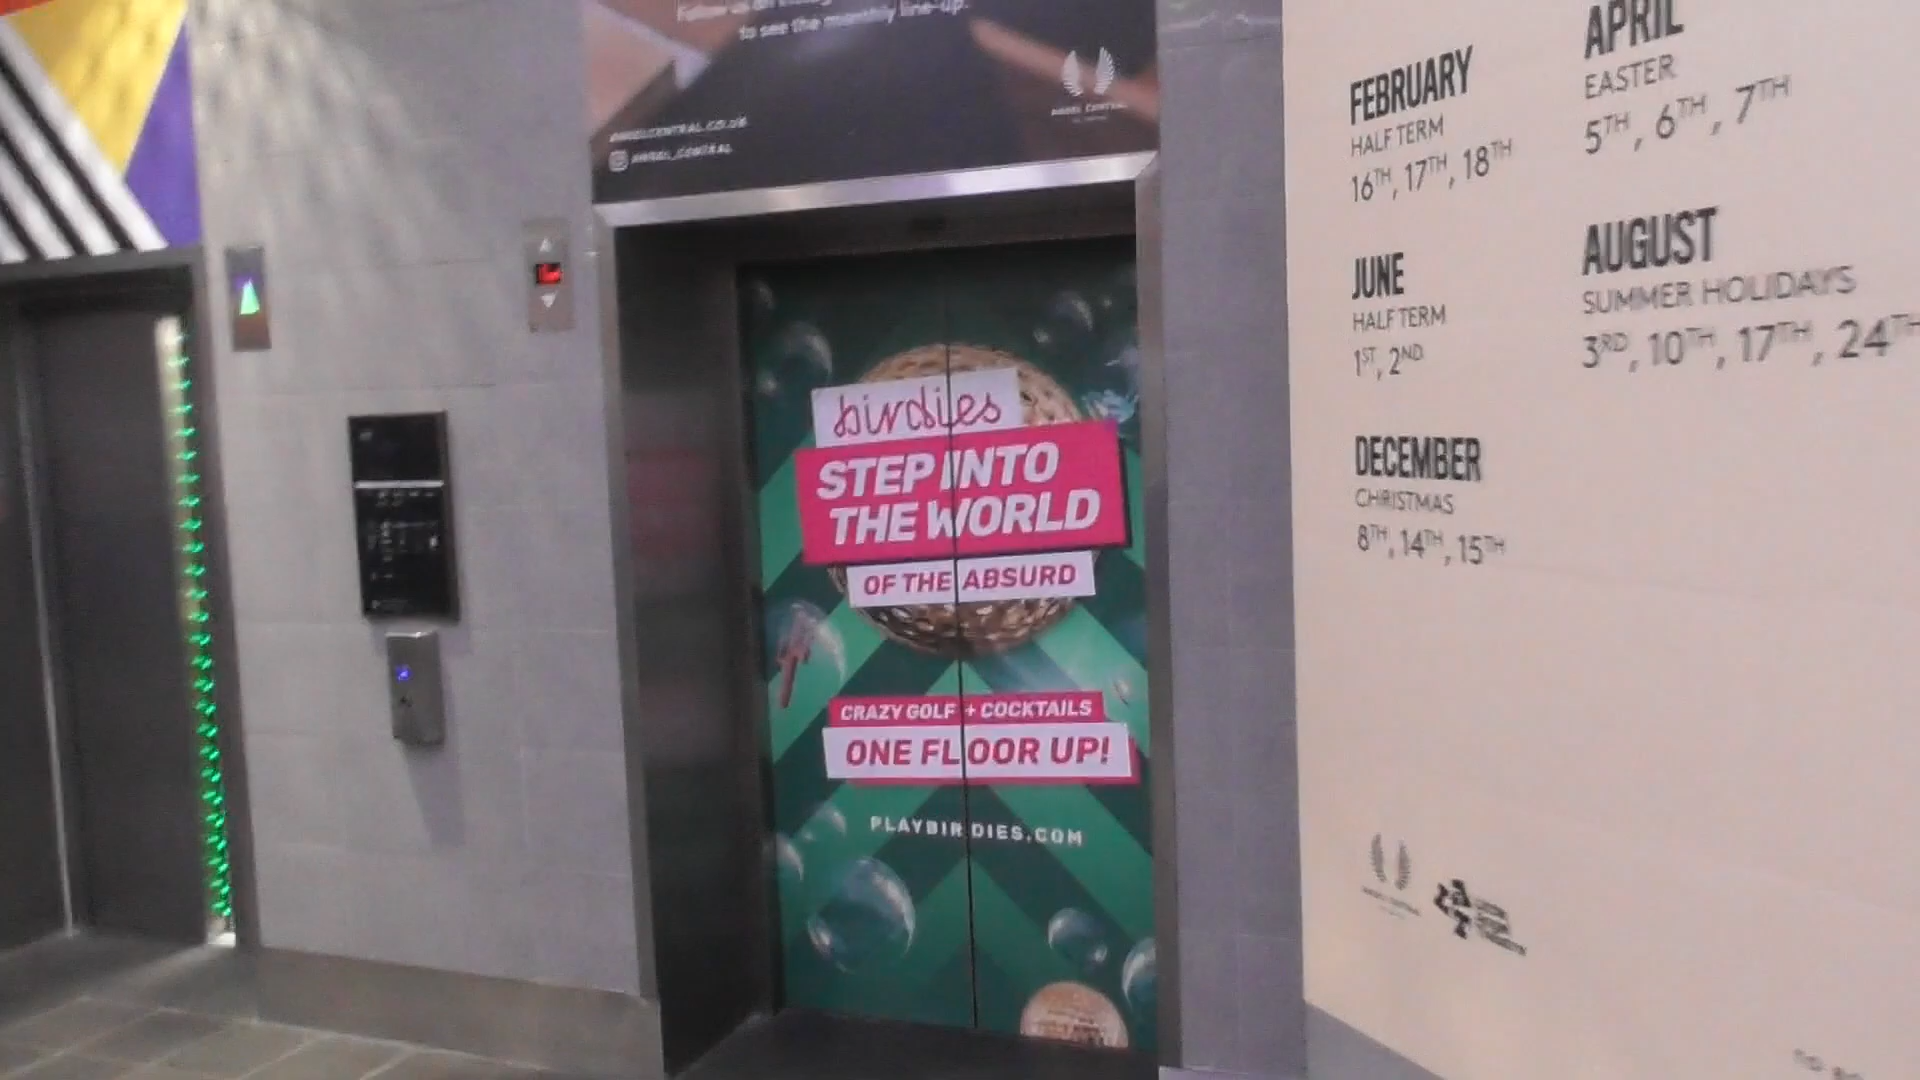 to see the monthly line-up.
ANGELCENTRAL.CO.UK
ANGEL_CENTRAL
ANGEL CENTRAL
birdies
STEP INTO
THE WORLD
OF THE ABSURD
CRAZY GOLF + COCKTAILS
ONE FLOOR UP!
PLAYBIRDIES.COM
FEBRUARY
HALF TERM
16TH, 17TH, 18TH
APRIL
EASTER
5TH, 6TH, 7TH
JUNE
HALF TERM
1ST, 2ND
AUGUST
SUMMER HOLIDAYS
3RD, 10TH, 17TH, 24TH
DECEMBER
CHRISTMAS
8TH, 14TH, 15TH